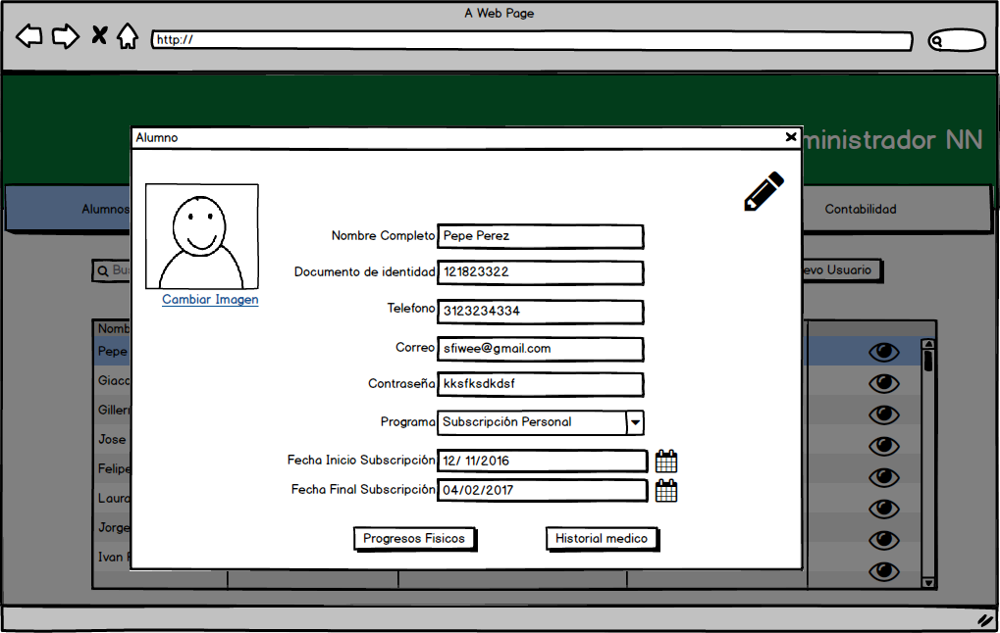 A Web Page
http://
ministrador NN
Alumno
Alumnos
Contabilidad
Cambiar Imagen
Nombre Completo Pepe Perez
Documento de identidad 121823322
Telefono 3123234334
Correo sfiwee@gmail.com
Contraseña kksfksdkdsf
Programa Subscripción Personal
Fecha Inicio Subscripción 12/ 11/2016
Fecha Final Subscripción 04/02/2017
Progresos Fisicos
Historial medico
Bu
evo Usuario
Nomb
Pepe
Giaco
Giller
Jose
Felipe
Laura
Jorge
Ivan